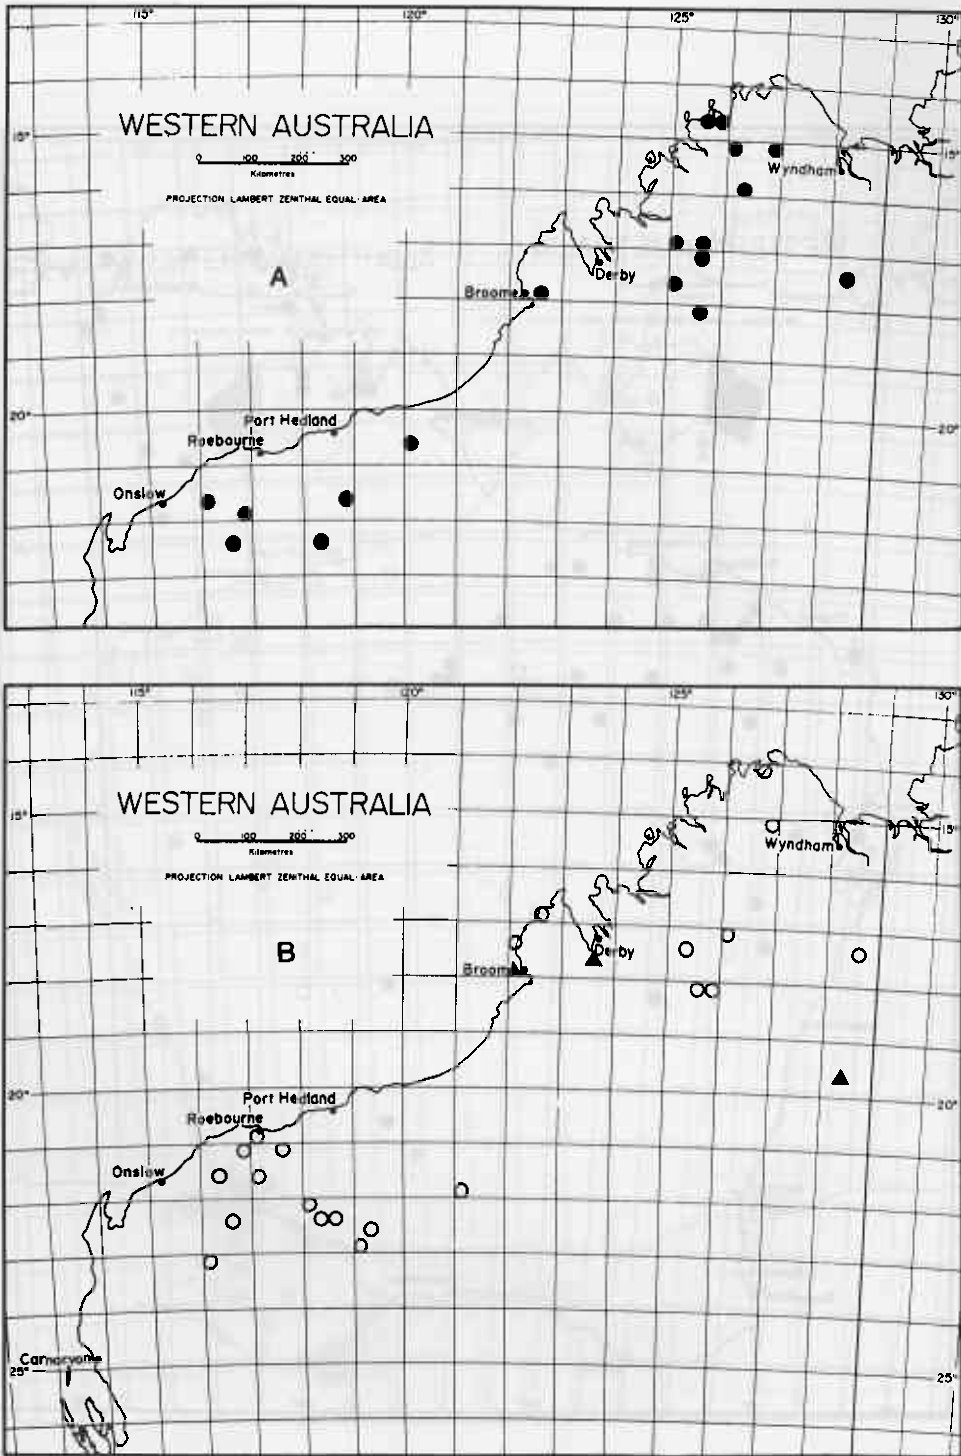 115° 120° 125° 130°
WESTERN AUSTRALIA
0 100 200 300
Kilometres
PROJECTION LAMBERT ZENITHAL EQUAL-AREA
15° 15°
Wyndham
A
Derby
Broome
20° 20°
Port Hedland
Roebourne
Onslow
115° 120° 125° 130°
WESTERN AUSTRALIA
0 100 200 300
Kilometres
PROJECTION LAMBERT ZENITHAL EQUAL-AREA
15° 15°
Wyndham
B
Derby
Broome
20° 20°
Port Hedland
Roebourne
Onslow
Carnarvon
25° 25°